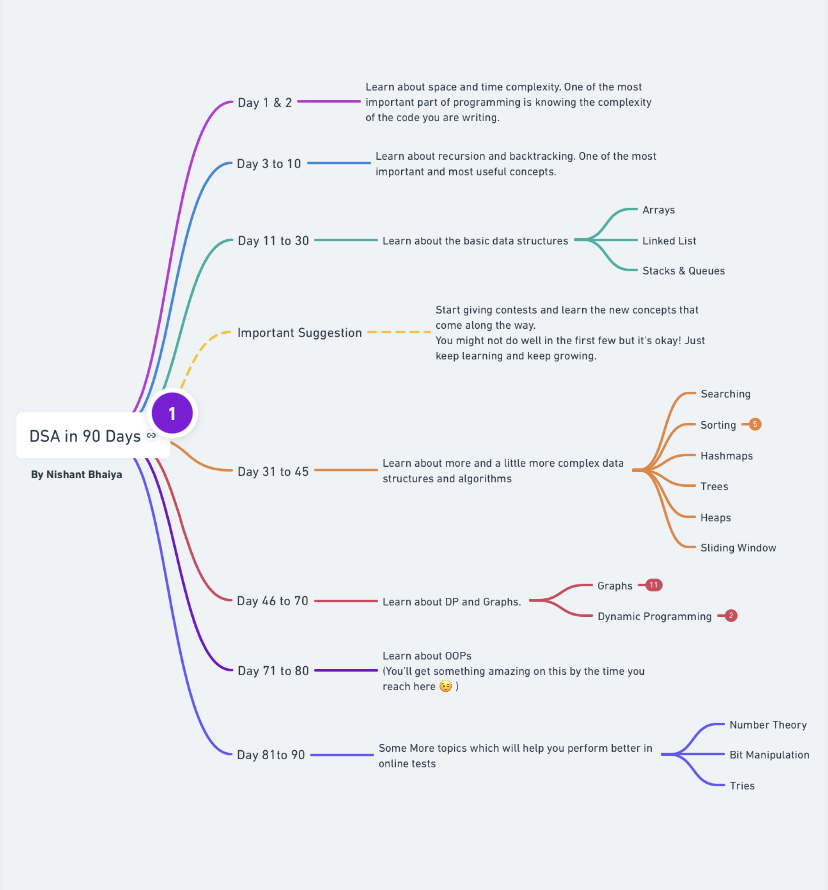 Day 1 & 2
Learn about space and time complexity. One of the most
important part of programming is knowing the complexity
of the code you are writing.
Day 3 to 10
Learn about recursion and backtracking. One of the most
important and most useful concepts.
Day 11 to 30
Learn about the basic data structures
Arrays
Linked List
Stacks & Queues
Important Suggestion
Start giving contests and learn the new concepts that
come along the way.
You might not do well in the first few but it's okay! Just
keep learning and keep growing.
1
DSA in 90 Days
By Nishant Bhaiya
Day 31 to 45
Learn about more and a little more complex data
structures and algorithms
Searching
Sorting 5
Hashmaps
Trees
Heaps
Sliding Window
Day 46 to 70
Learn about DP and Graphs.
Graphs 11
Dynamic Programming 2
Day 71 to 80
Learn about OOPs
(You'll get something amazing on this by the time you
reach here 😉 )
Day 81to 90
Some More topics which will help you perform better in
online tests
Number Theory
Bit Manipulation
Tries